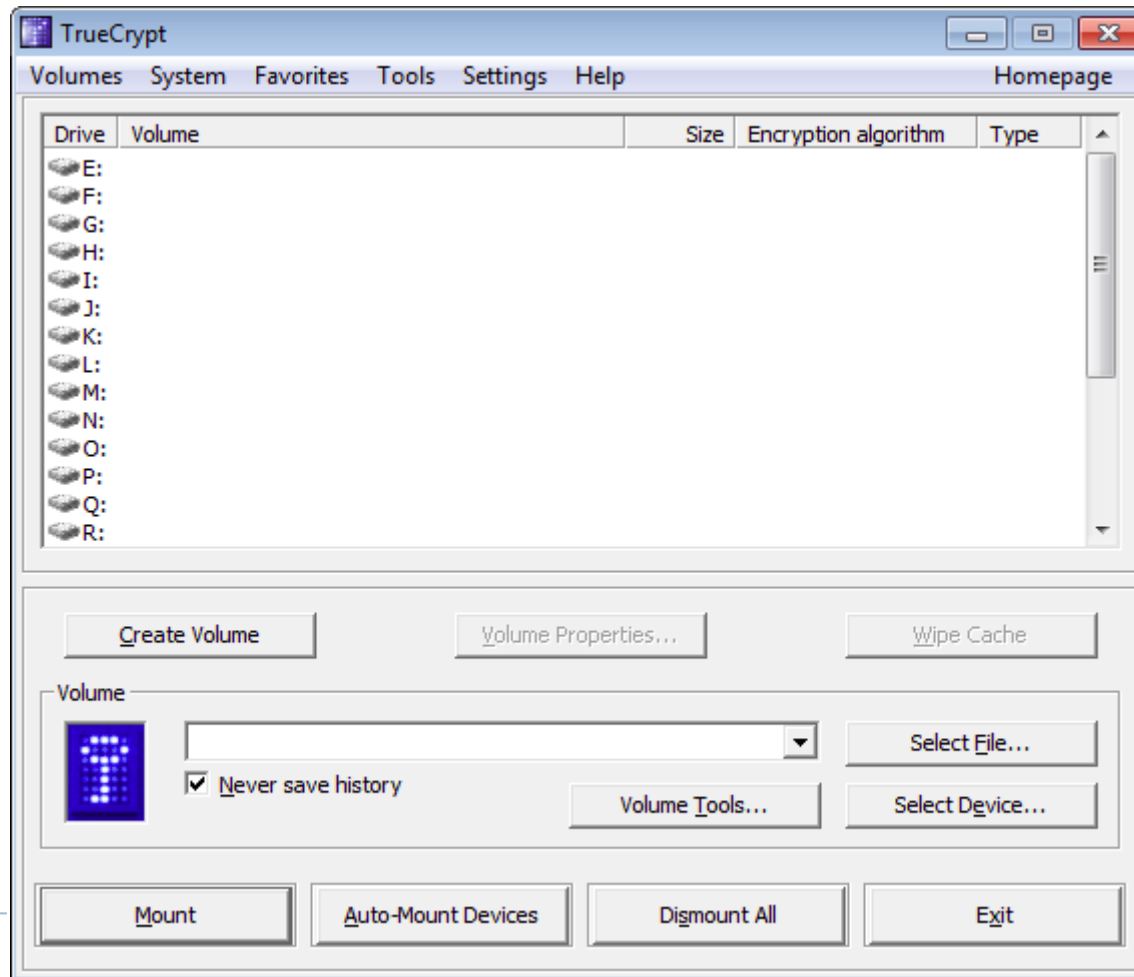 TrueCrypt
Volumes System Favorites Tools Settings Help Homepage
Drive Volume Size Encryption algorithm Type
E:
F:
G:
H:
I:
J:
K:
L:
M:
N:
O:
P:
Q:
R:
Create Volume Volume Properties... Wipe Cache
Volume
Select File...
Never save history
Volume Tools... Select Device...
Mount Auto-Mount Devices Dismount All Exit